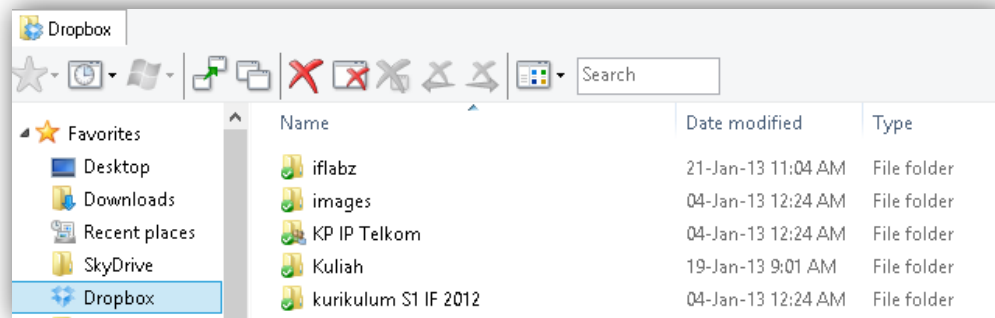 Dropbox
Search
Favorites
Desktop
Downloads
Recent places
SkyDrive
Dropbox
Name Date modified Type
iflabz 21-Jan-13 11:04 AM File folder
images 04-Jan-13 12:24 AM File folder
KP IP Telkom 04-Jan-13 12:24 AM File folder
Kuliah 19-Jan-13 9:01 AM File folder
kurikulum S1 IF 2012 04-Jan-13 12:24 AM File folder